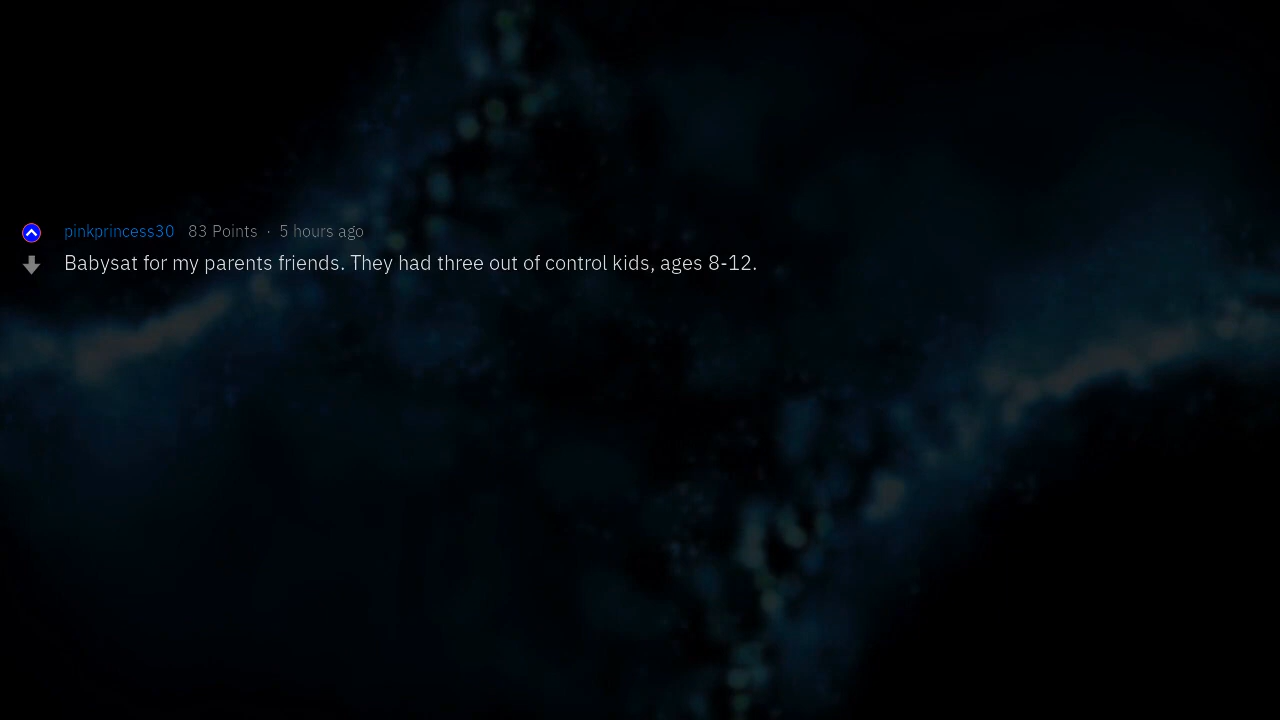 pinkprincess30 83 Points · 5 hours ago
Babysat for my parents friends. They had three out of control kids, ages 8-12.